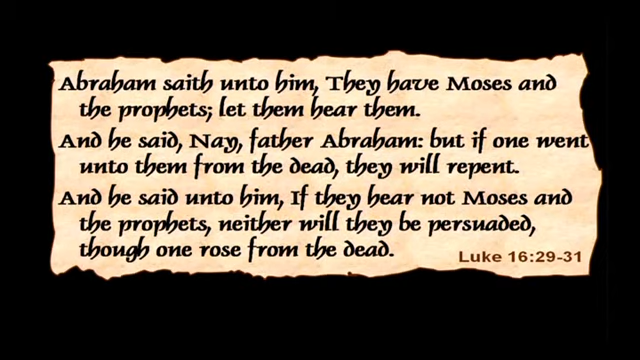 Abraham saith unto him, They have Moses and
the prophets; let them hear them.
And he said, Nay, father Abraham: but if one went
unto them from the dead, they will repent.
And he said unto him, If they hear not Moses and
the prophets, neither will they be persuaded,
though one rose from the dead.
Luke 16:29-31